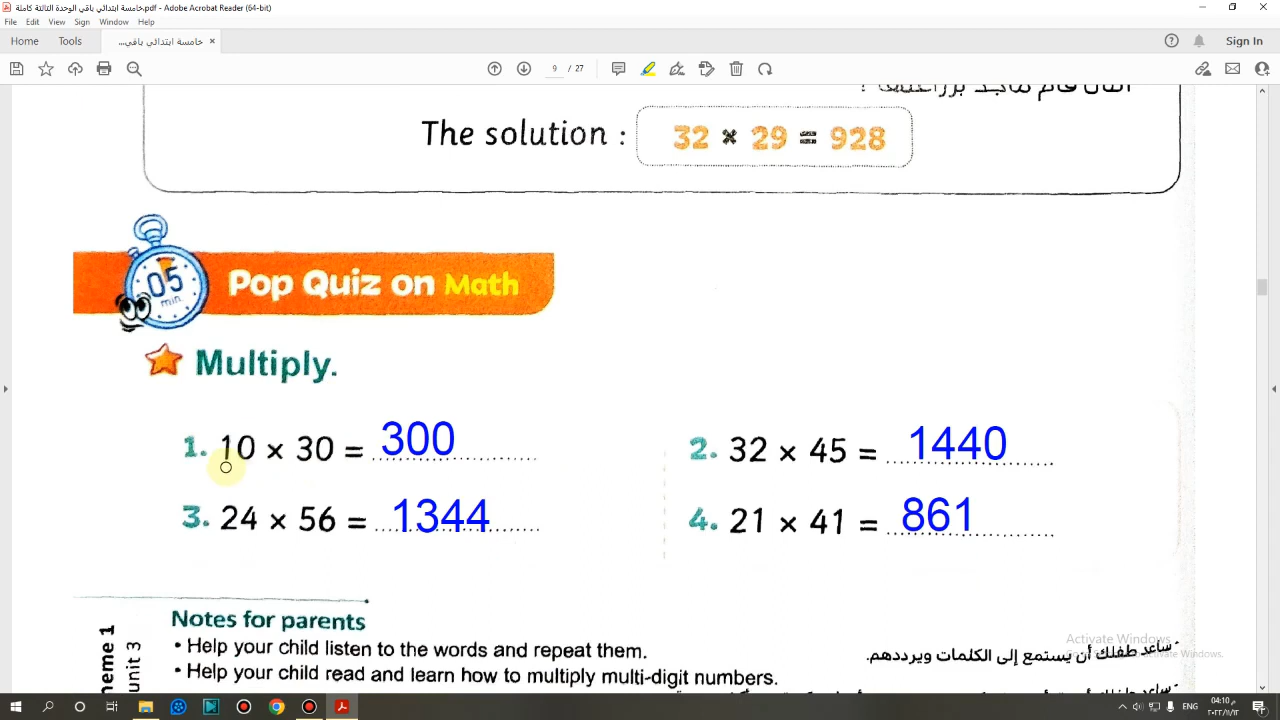 خامسة ابتدائي باقي الوحدة الثالثة كاملة.pdf - Adobe Acrobat Reader (64-bit)
File Edit View Sign Window Help
Home Tools خامسة ابتدائي باقي... × Sign In
9 / 27
The solution : 32 × 29 = 928
05 min.
Pop Quiz on Math
Multiply.
1. 10 × 30 = 300 2. 32 × 45 = 1440
3. 24 × 56 = 1344 4. 21 × 41 = 861
Notes for parents
• Help your child listen to the words and repeat them.
- ساعد طفلك أن يستمع إلى الكلمات ويرددهم.
• Help your child read and learn how to multiply multi-digit numbers.
heme 1
unit 3
Activate Windows
ENG 04:10 م